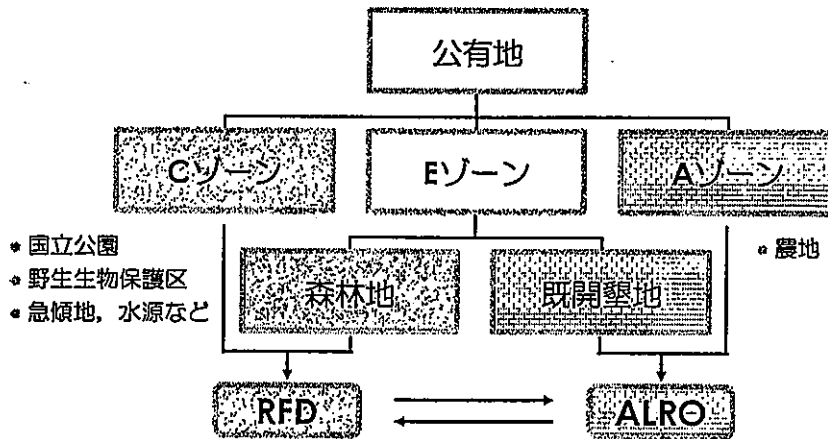 公有地
Cゾーン
Eゾーン
Aゾーン
国立公園
野生生物保護区
急傾地，水源など
農地
森林地
既開墾地
RFD
ALRO